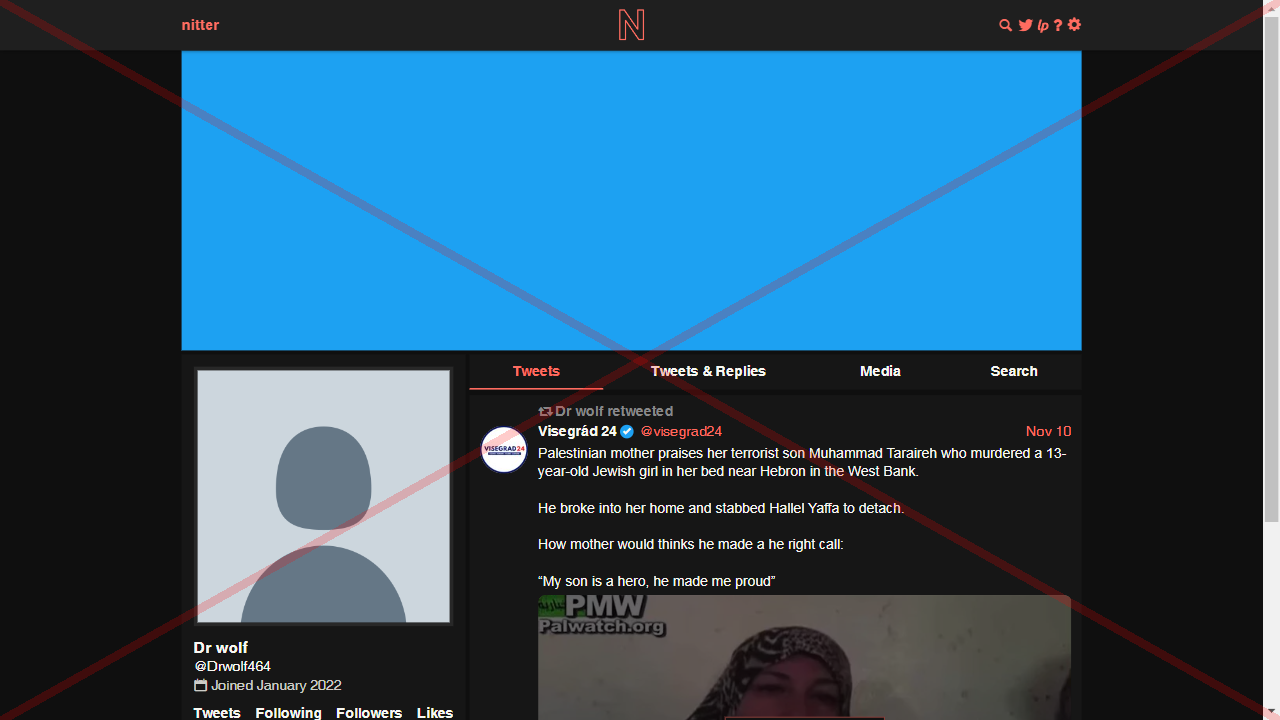 nitter
N
lp ?
Tweets
Tweets & Replies
Media
Search
Dr wolf retweeted
Visegrád 24 @visegrad24 Nov 10
VISEGRAD24
Palestinian mother praises her terrorist son Muhammad Taraireh who murdered a 13-
year-old Jewish girl in her bed near Hebron in the West Bank.
He broke into her home and stabbed Hallel Yaffa to detach.
How mother would thinks he made a he right call:
“My son is a hero, he made me proud”
PMW
Palwatch.org
Dr wolf
@Drwolf464
Joined January 2022
Tweets Following Followers Likes